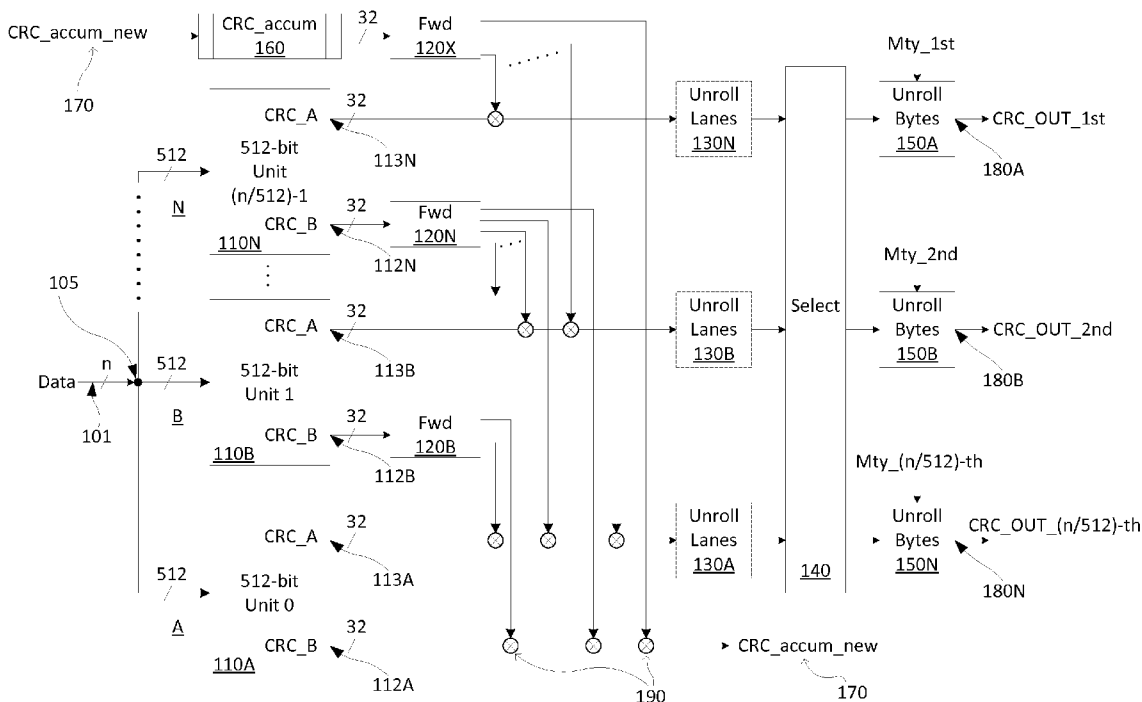 CRC_accum_new
170
CRC_accum
160
32
Fwd
120X
Mty_1st
CRC_A
32
113N
512
N
512-bit
Unit
(n/512)-1
CRC_B
110N
32
112N
Fwd
120N
Unroll
Lanes
130N
Unroll
Bytes
150A
CRC_OUT_1st
180A
105
Data
n
101
512
B
CRC_A
32
113B
512-bit
Unit 1
CRC_B
110B
32
112B
Fwd
120B
Unroll
Lanes
130B
Select
140
Mty_2nd
Unroll
Bytes
150B
CRC_OUT_2nd
180B
512
A
CRC_A
32
113A
512-bit
Unit 0
CRC_B
110A
32
112A
190
Unroll
Lanes
130A
Mty_(n/512)-th
Unroll
Bytes
150N
CRC_OUT_(n/512)-th
180N
CRC_accum_new
170